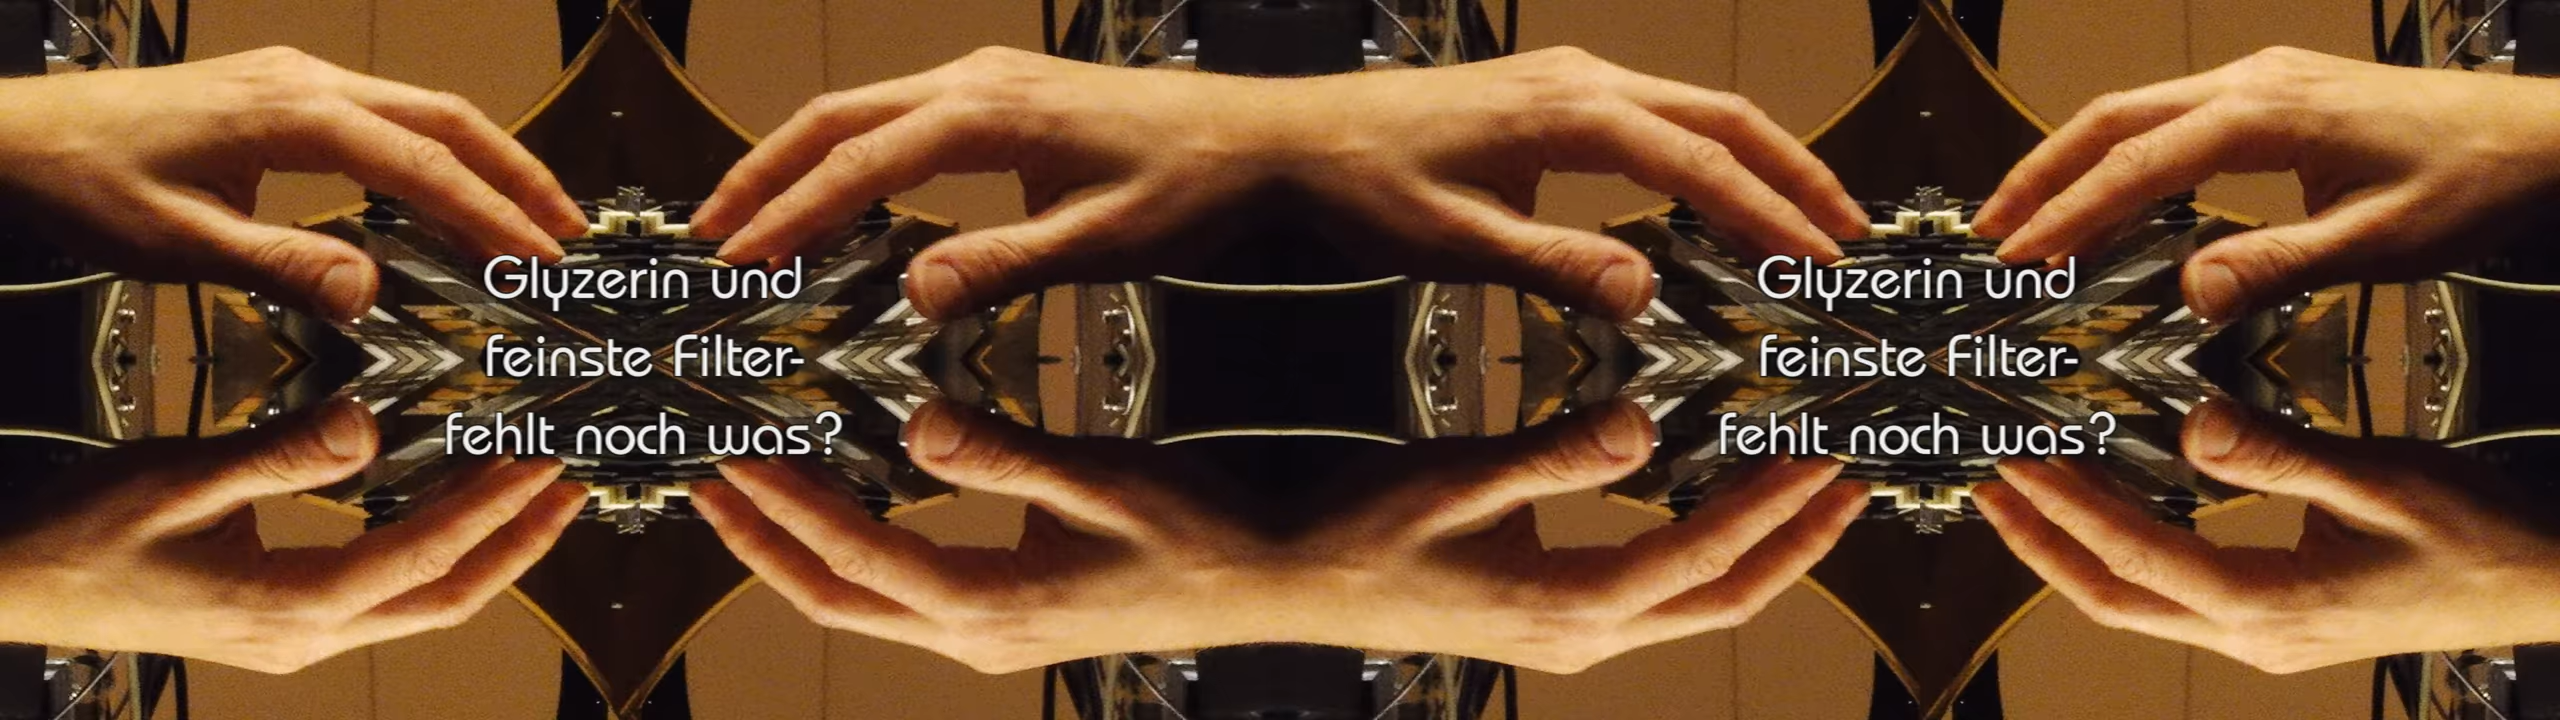 Glyzerin und
feinste Filter-
fehlt noch was?
Glyzerin und
feinste Filter-
fehlt noch was?